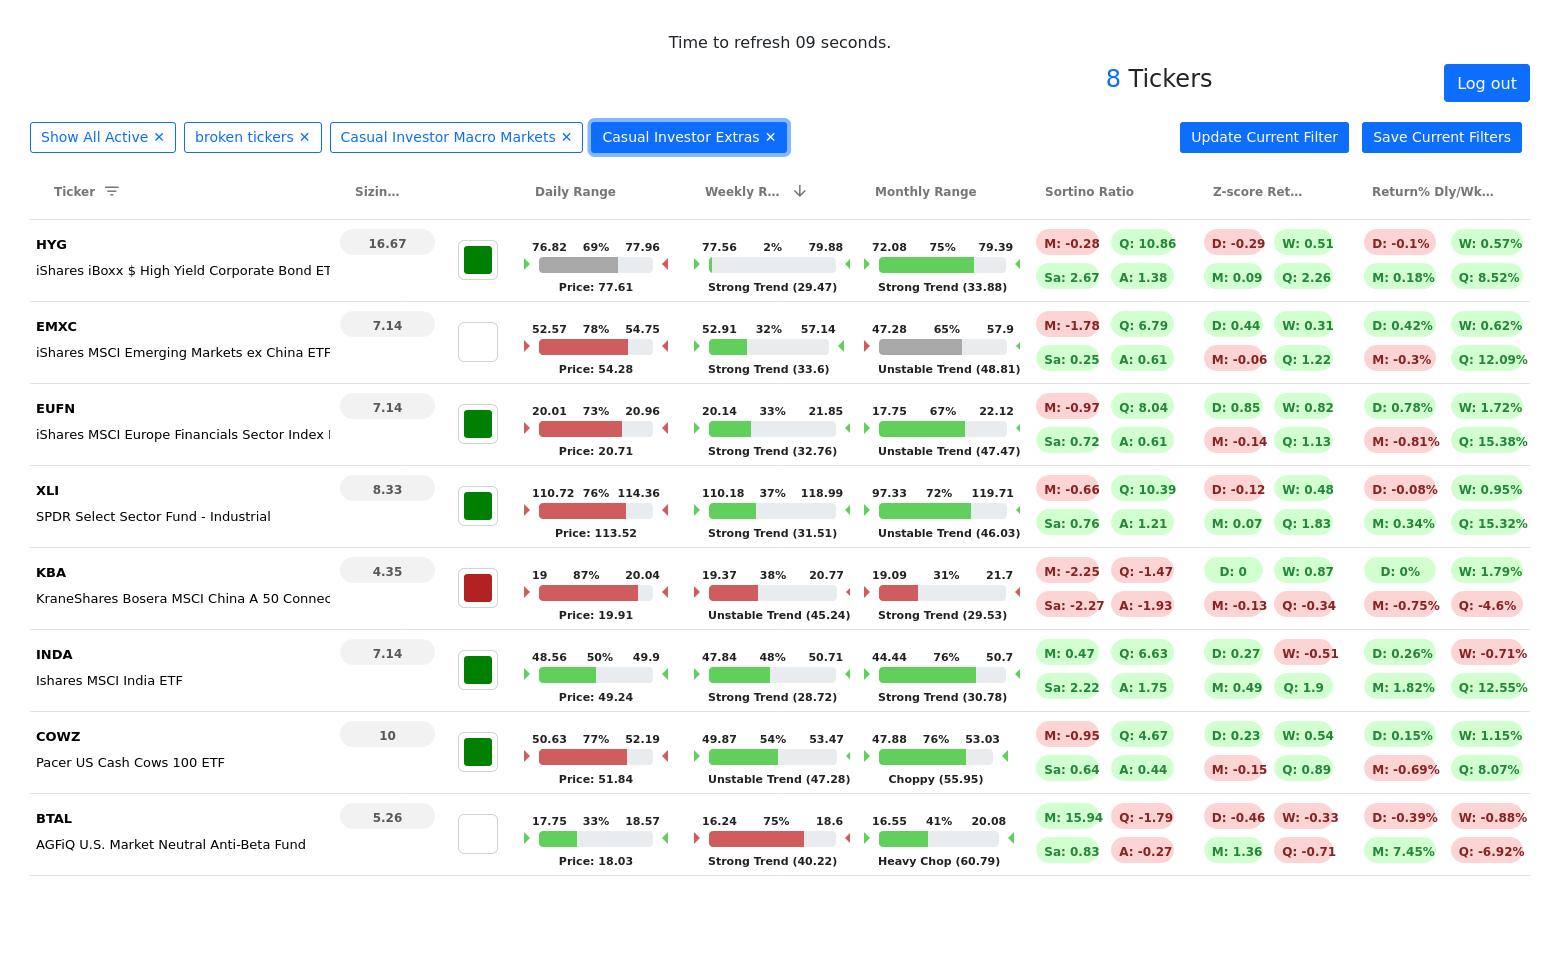 Time to refresh 09 seconds.
8 Tickers
Log out
Show All Active ✕ broken tickers ✕ Casual Investor Macro Markets ✕ Casual Investor Extras ✕ Update Current Filter Save Current Filters
Ticker Sizin... Daily Range Weekly R... Monthly Range Sortino Ratio Z-score Ret... Return% Dly/Wk...
HYG 16.67 76.82 69% 77.96 77.56 2% 79.88 72.08 75% 79.39 M: -0.28 Q: 10.86 D: -0.29 W: 0.51 D: -0.1% W: 0.57%
iShares iBoxx $ High Yield Corporate Bond ET Sa: 2.67 A: 1.38 M: 0.09 Q: 2.26 M: 0.18% Q: 8.52%
Price: 77.61 Strong Trend (29.47) Strong Trend (33.88)
EMXC 7.14 52.57 78% 54.75 52.91 32% 57.14 47.28 65% 57.9 M: -1.78 Q: 6.79 D: 0.44 W: 0.31 D: 0.42% W: 0.62%
iShares MSCI Emerging Markets ex China ETF Sa: 0.25 A: 0.61 M: -0.06 Q: 1.22 M: -0.3% Q: 12.09%
Price: 54.28 Strong Trend (33.6) Unstable Trend (48.81)
EUFN 7.14 20.01 73% 20.96 20.14 33% 21.85 17.75 67% 22.12 M: -0.97 Q: 8.04 D: 0.85 W: 0.82 D: 0.78% W: 1.72%
iShares MSCI Europe Financials Sector Index Sa: 0.72 A: 0.61 M: -0.14 Q: 1.13 M: -0.81% Q: 15.38%
Price: 20.71 Strong Trend (32.76) Unstable Trend (47.47)
XLI 8.33 110.72 76% 114.36 110.18 37% 118.99 97.33 72% 119.71 M: -0.66 Q: 10.39 D: -0.12 W: 0.48 D: -0.08% W: 0.95%
SPDR Select Sector Fund - Industrial Sa: 0.76 A: 1.21 M: 0.07 Q: 1.83 M: 0.34% Q: 15.32%
Price: 113.52 Strong Trend (31.51) Unstable Trend (46.03)
KBA 4.35 19 87% 20.04 19.37 38% 20.77 19.09 31% 21.7 M: -2.25 Q: -1.47 D: 0 W: 0.87 D: 0% W: 1.79%
KraneShares Bosera MSCI China A 50 Connec Sa: -2.27 A: -1.93 M: -0.13 Q: -0.34 M: -0.75% Q: -4.6%
Price: 19.91 Unstable Trend (45.24) Strong Trend (29.53)
INDA 7.14 48.56 50% 49.9 47.84 48% 50.71 44.44 76% 50.7 M: 0.47 Q: 6.63 D: 0.27 W: -0.51 D: 0.26% W: -0.71%
Ishares MSCI India ETF Sa: 2.22 A: 1.75 M: 0.49 Q: 1.9 M: 1.82% Q: 12.55%
Price: 49.24 Strong Trend (28.72) Strong Trend (30.78)
COWZ 10 50.63 77% 52.19 49.87 54% 53.47 47.88 76% 53.03 M: -0.95 Q: 4.67 D: 0.23 W: 0.54 D: 0.15% W: 1.15%
Pacer US Cash Cows 100 ETF Sa: 0.64 A: 0.44 M: -0.15 Q: 0.89 M: -0.69% Q: 8.07%
Price: 51.84 Unstable Trend (47.28) Choppy (55.95)
BTAL 5.26 17.75 33% 18.57 16.24 75% 18.6 16.55 41% 20.08 M: 15.94 Q: -1.79 D: -0.46 W: -0.33 D: -0.39% W: -0.88%
AGFiQ U.S. Market Neutral Anti-Beta Fund Sa: 0.83 A: -0.27 M: 1.36 Q: -0.71 M: 7.45% Q: -6.92%
Price: 18.03 Strong Trend (40.22) Heavy Chop (60.79)